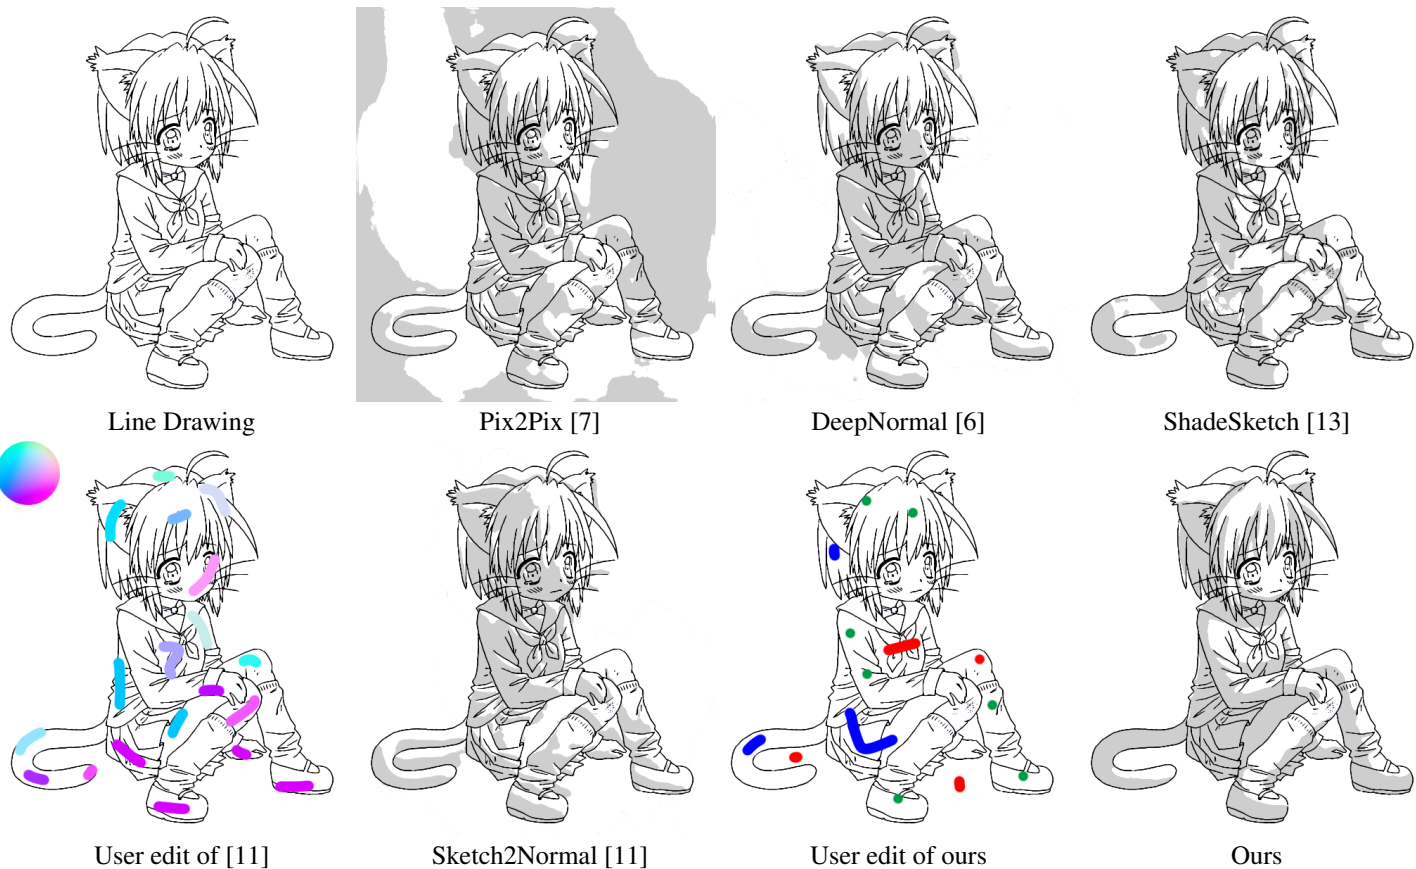 Line Drawing
Pix2Pix [7]
DeepNormal [6]
ShadeSketch [13]
User edit of [11]
Sketch2Normal [11]
User edit of ours
Ours